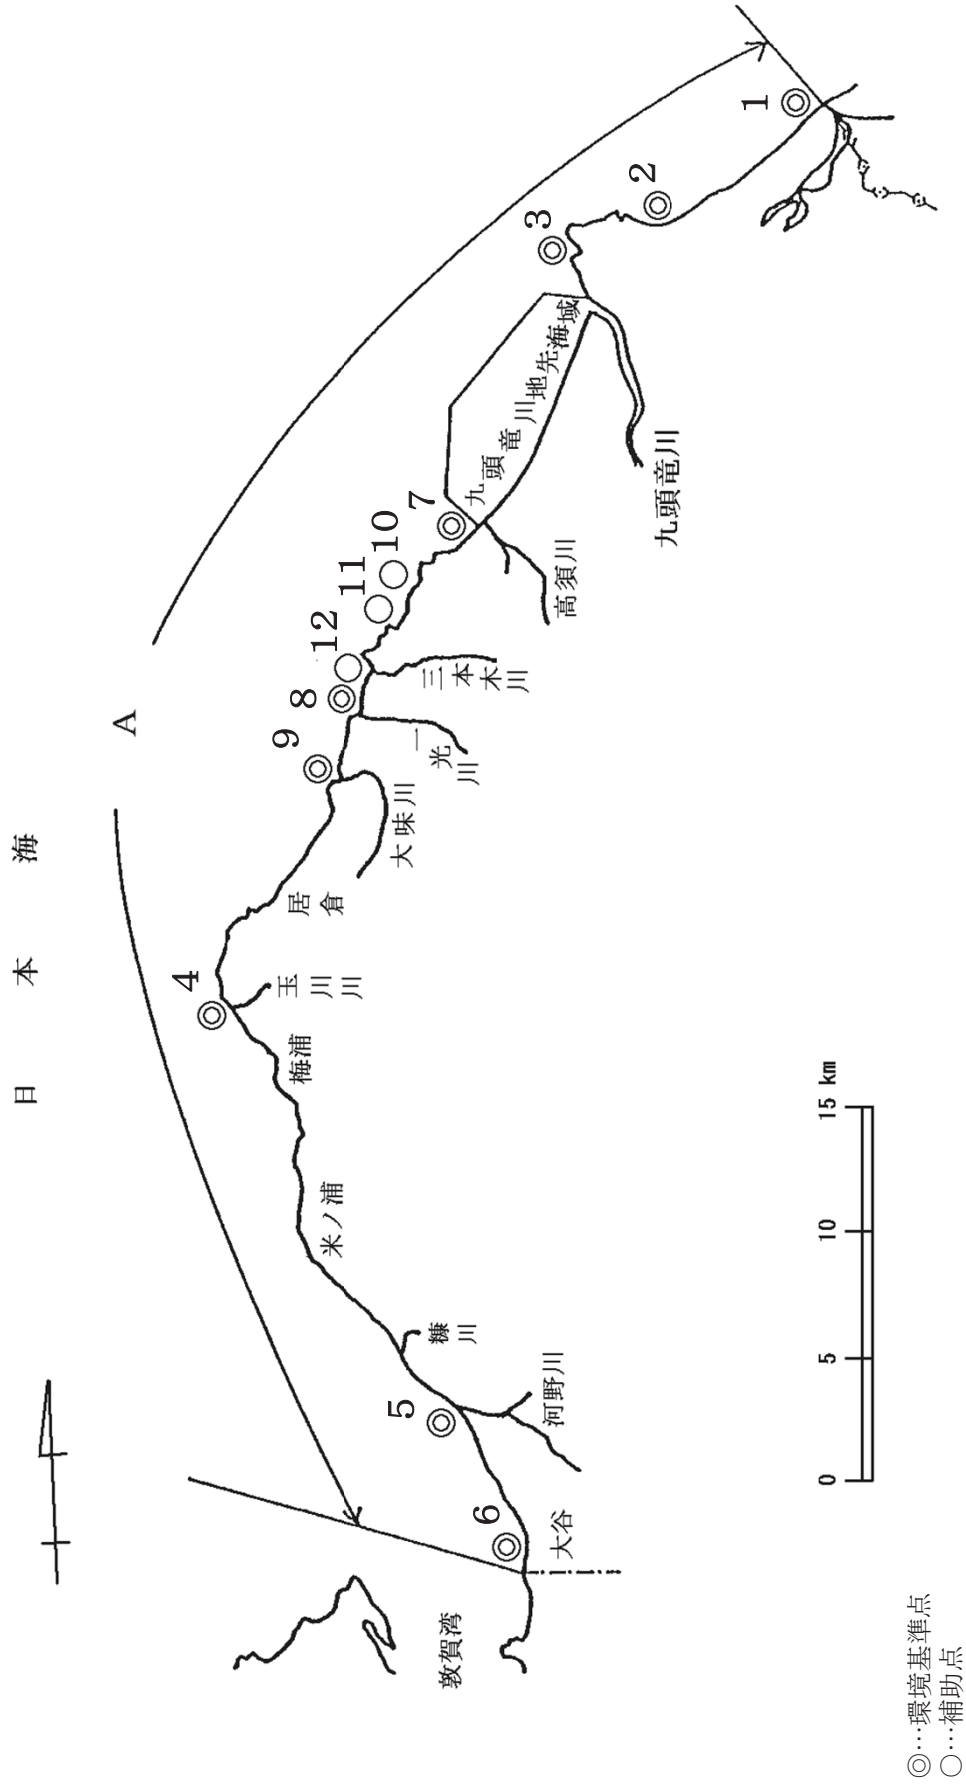 日本海
A
1
2
3
九頭竜川地先海域
九頭竜川
7
高須川
10
11
12
三本木川
8
一光川
9
大味川
居倉
4
玉川川
梅浦
米ノ浦
糠川
5
河野川
6
大谷
敦賀湾
0 5 10 15 km
◎…環境基準点
○…補助点